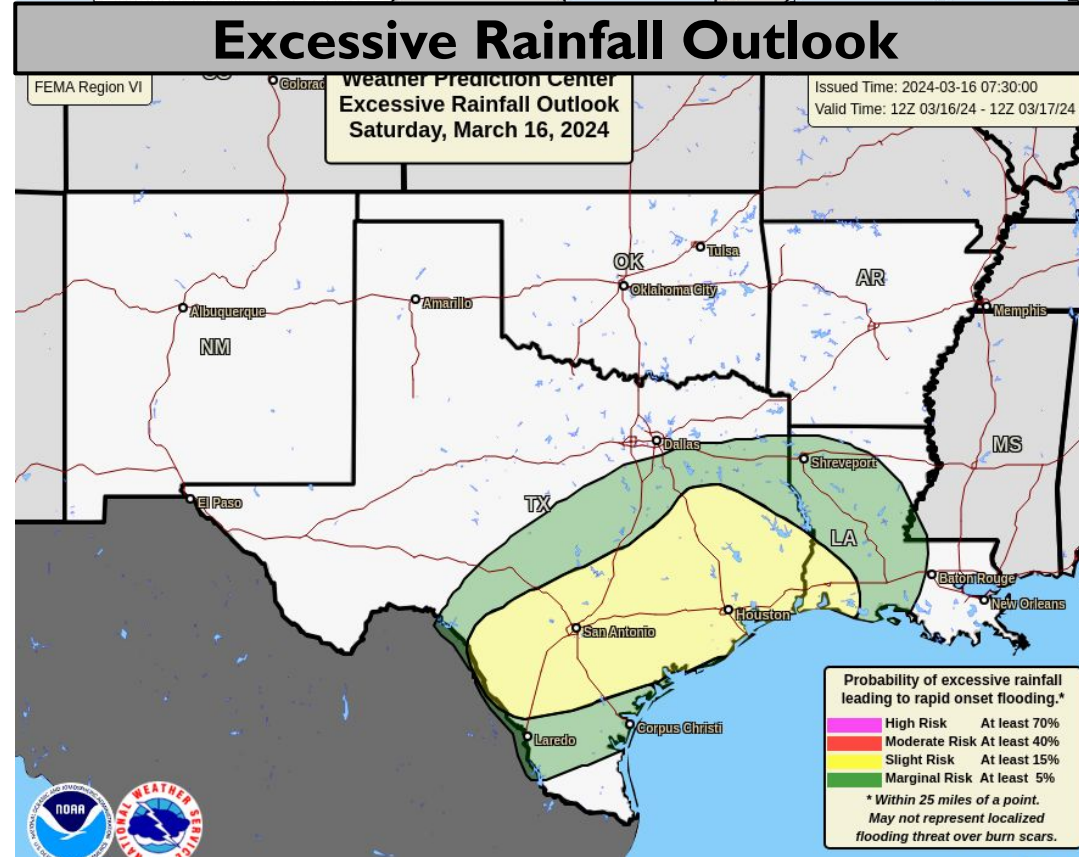 Excessive Rainfall Outlook
FEMA Region VI
Weather Prediction Center
Excessive Rainfall Outlook
Saturday, March 16, 2024
Issued Time: 2024-03-16 07:30:00
Valid Time: 12Z 03/16/24 - 12Z 03/17/24
Colorad
Tulsa
OK
Oklahoma City
AR
Amarillo
Albuquerque
Memphis
NM
Dallas
MS
Shreveport
El Paso
TX
LA
Baton Rouge
New Orleans
Houston
San Antonio
Corpus Christi
Laredo
Probability of excessive rainfall
leading to rapid onset flooding.*
High Risk At least 70%
Moderate Risk At least 40%
Slight Risk At least 15%
Marginal Risk At least 5%
* Within 25 miles of a point.
May not represent localized
flooding threat over burn scars.
NOAA
NATIONAL WEATHER SERVICE